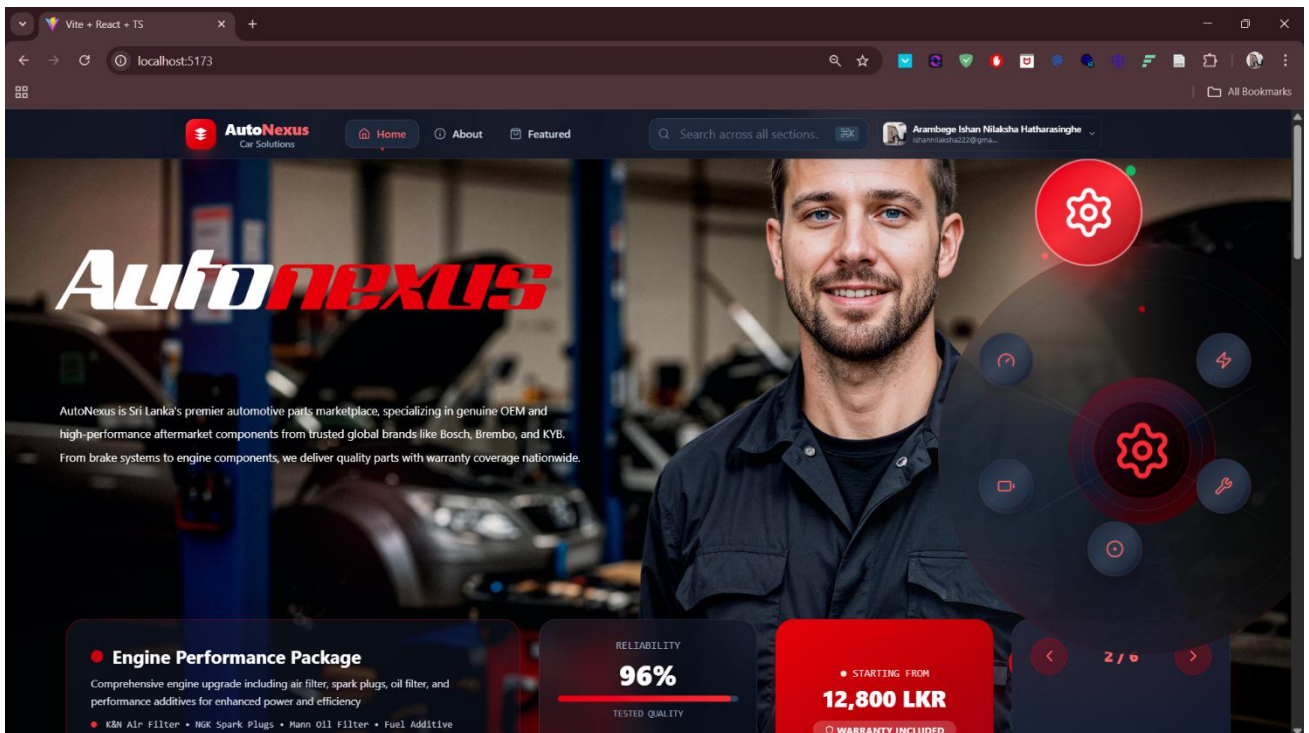 Vite + React + TS
localhost:5173
All Bookmarks
AutoNexus
Car Solutions
Home
About
Featured
Search across all sections.
⌘K
Arambege Ishan Nilaksha Hatharasinghe
ishannilaksha222@gma...
Autonexus
AutoNexus is Sri Lanka's premier automotive parts marketplace, specializing in genuine OEM and
high-performance aftermarket components from trusted global brands like Bosch, Brembo, and KYB.
From brake systems to engine components, we deliver quality parts with warranty coverage nationwide.
Engine Performance Package
Comprehensive engine upgrade including air filter, spark plugs, oil filter, and
performance additives for enhanced power and efficiency
K&N Air Filter • NGK Spark Plugs • Mann Oil Filter • Fuel Additive
RELIABILITY
96%
TESTED QUALITY
STARTING FROM
12,800 LKR
WARRANTY INCLUDED
2/6